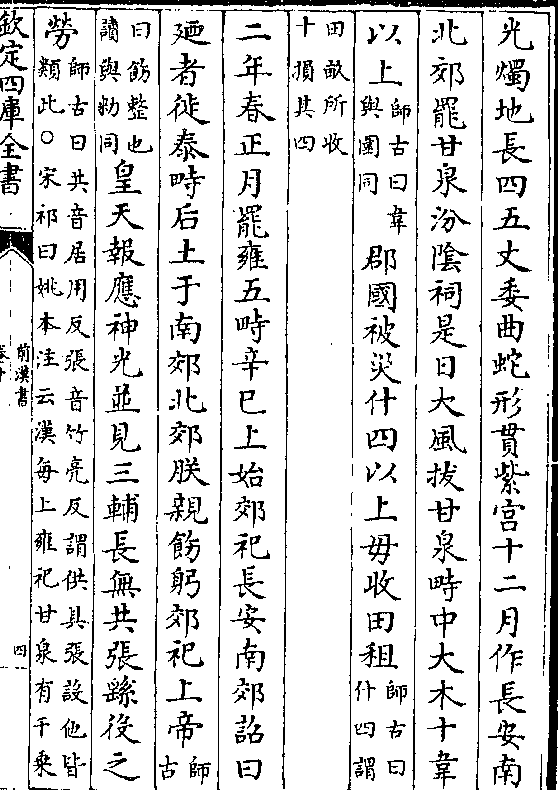 光燭地長四五丈委曲蛇形貫紫宮十二月作長安南
北郊罷甘泉汾陰祠是日大風拔甘泉畤中大木十韋
以上師古曰韋與圍同郡國被災什四以上毋收田租師古曰什四謂
田畝所收十損其四
二年春正月罷雍五畤辛巳上始郊祀長安南郊詔曰
廼者徙泰畤后土于南郊北郊朕親飭躬郊祀上帝師古
曰飭整也讀與勑同皇天報應神光並見三輔長無共張繇役之
勞師古曰共音居用反張音竹亮反謂供具張設他皆類此○宋祁曰姚本注云漢每上雍祀甘泉有千乘
欽定四庫全書
前漢書
卷十
四